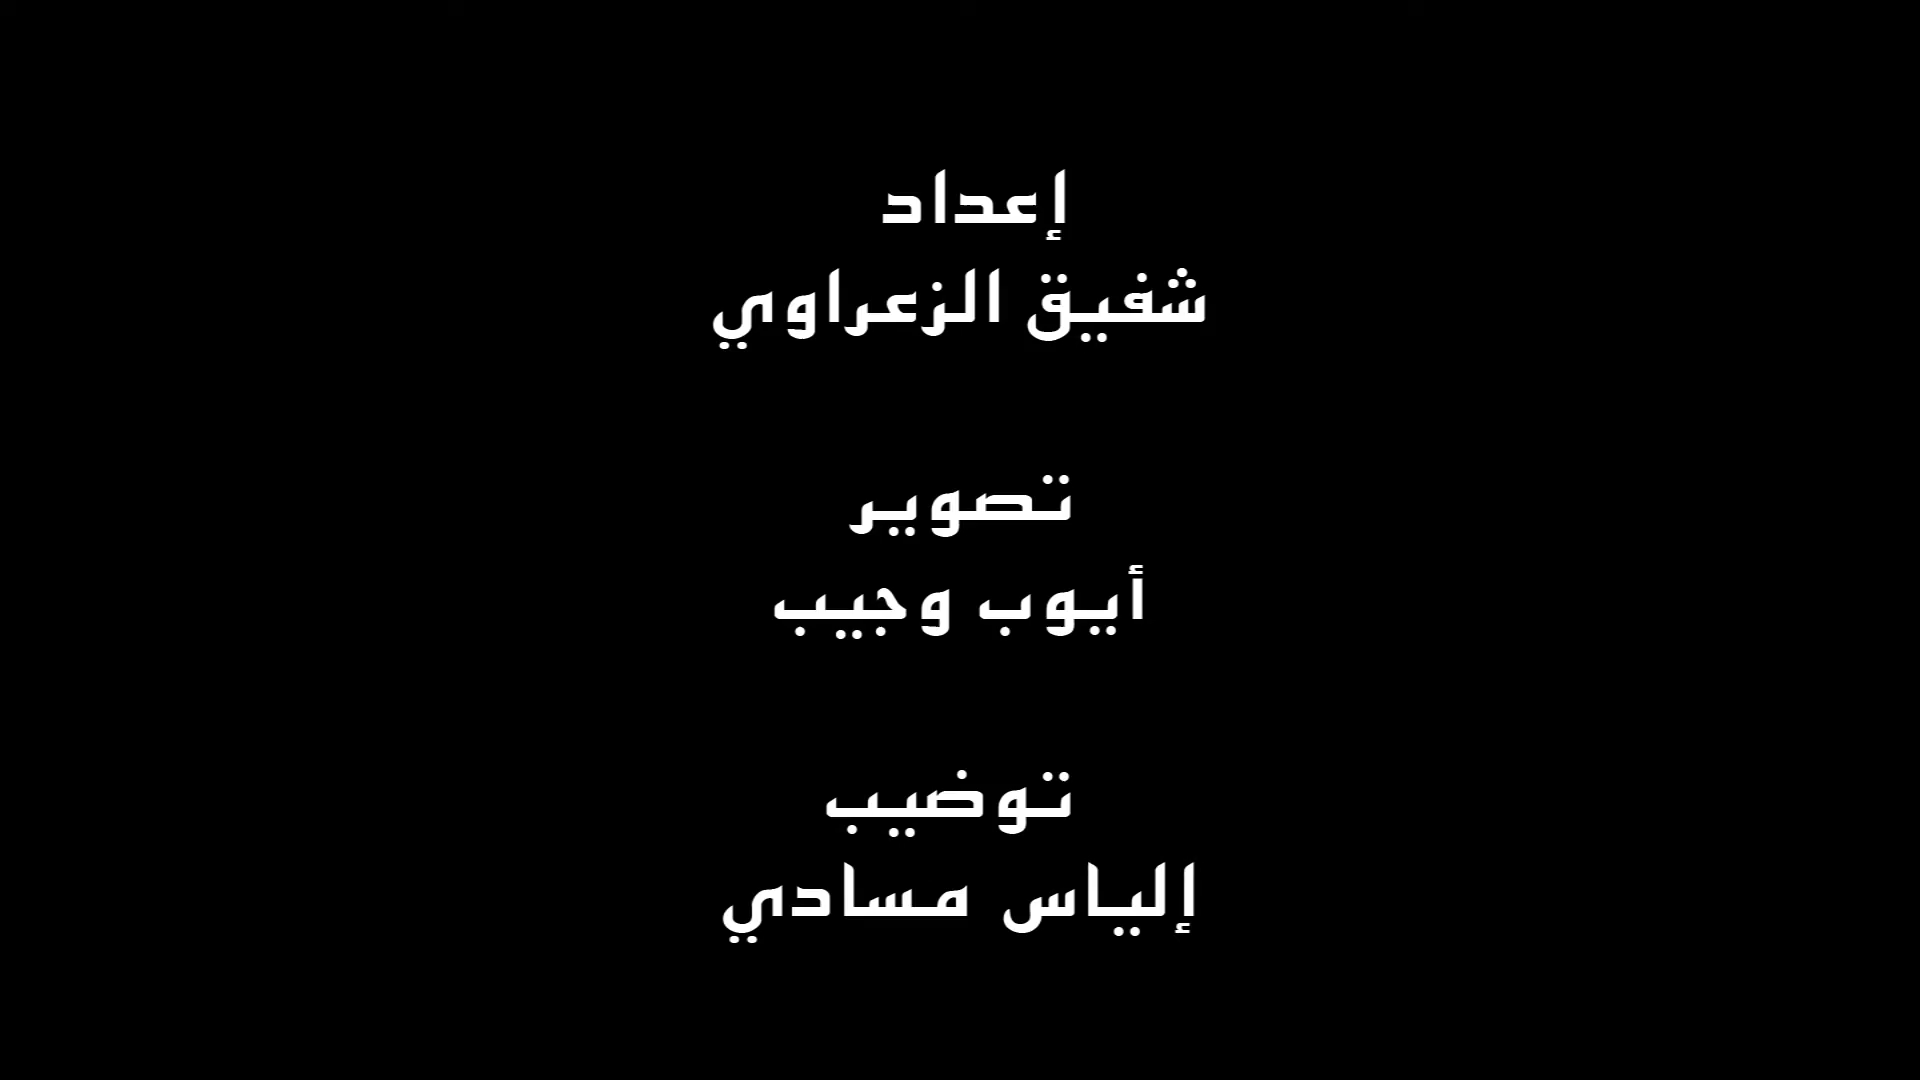 إعداد
شفيق الزعراوي
تصوير
أيوب وجيب
توضيب
إلياس مسادي